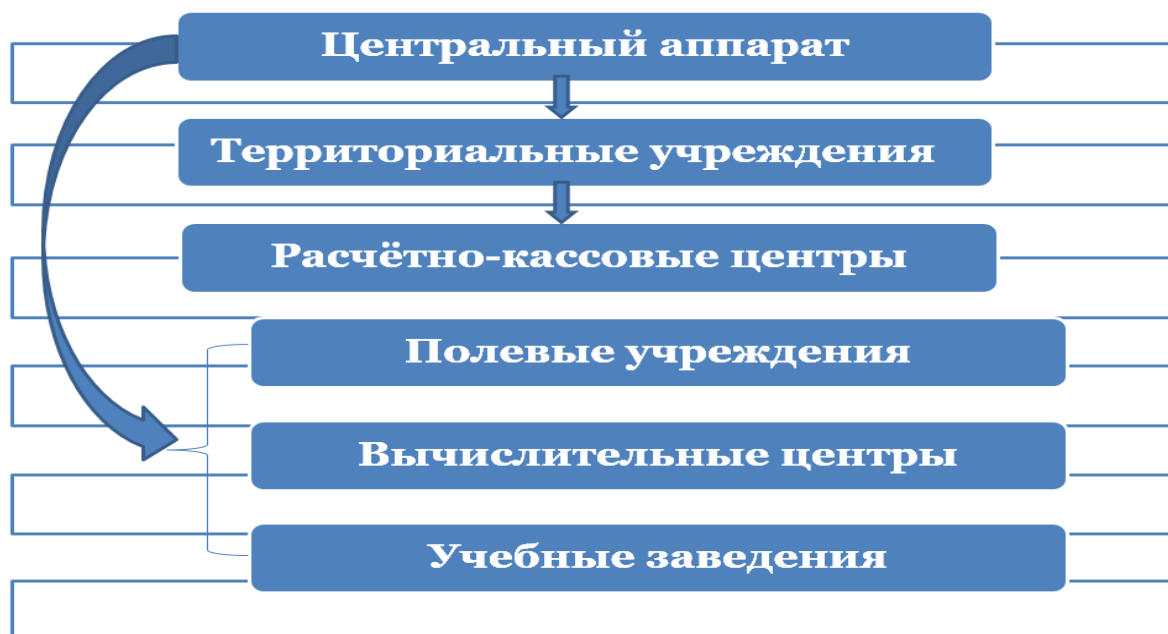 Центральный аппарат
Территориальные учреждения
Расчётно-кассовые центры
Полевые учреждения
Вычислительные центры
Учебные заведения